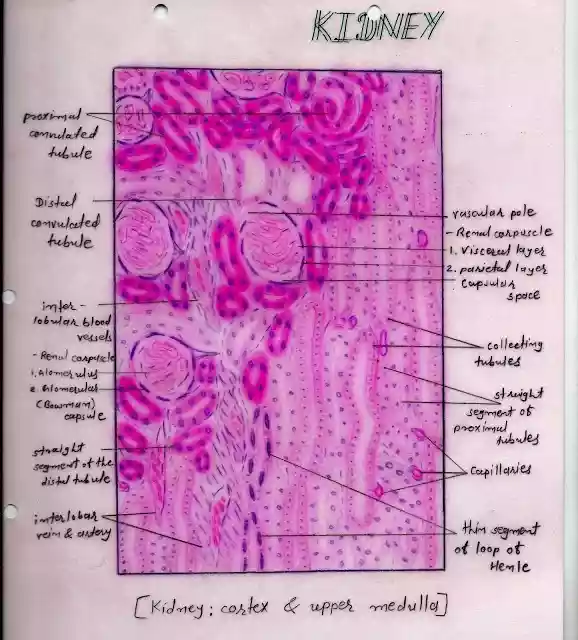 KIDNEY
proximal
convulated
tubule
Distal
convulated
tubule
inter-
lobular blood
vessels
- Renal corpuscle
1. Glomerulus
2. Glomerular
(Bowman)
capsule
straight
segment of the
distal tubule
interlobar
vein & artery
vascular pole
- Renal corpuscle
1. Visceral layer
2. parietal layer
Capsular
space
collecting
tubules
straight
segment of
proximal
tubules
Capillaries
thin segment
of loop of
Henle
[Kidney: cortex & upper medulla]